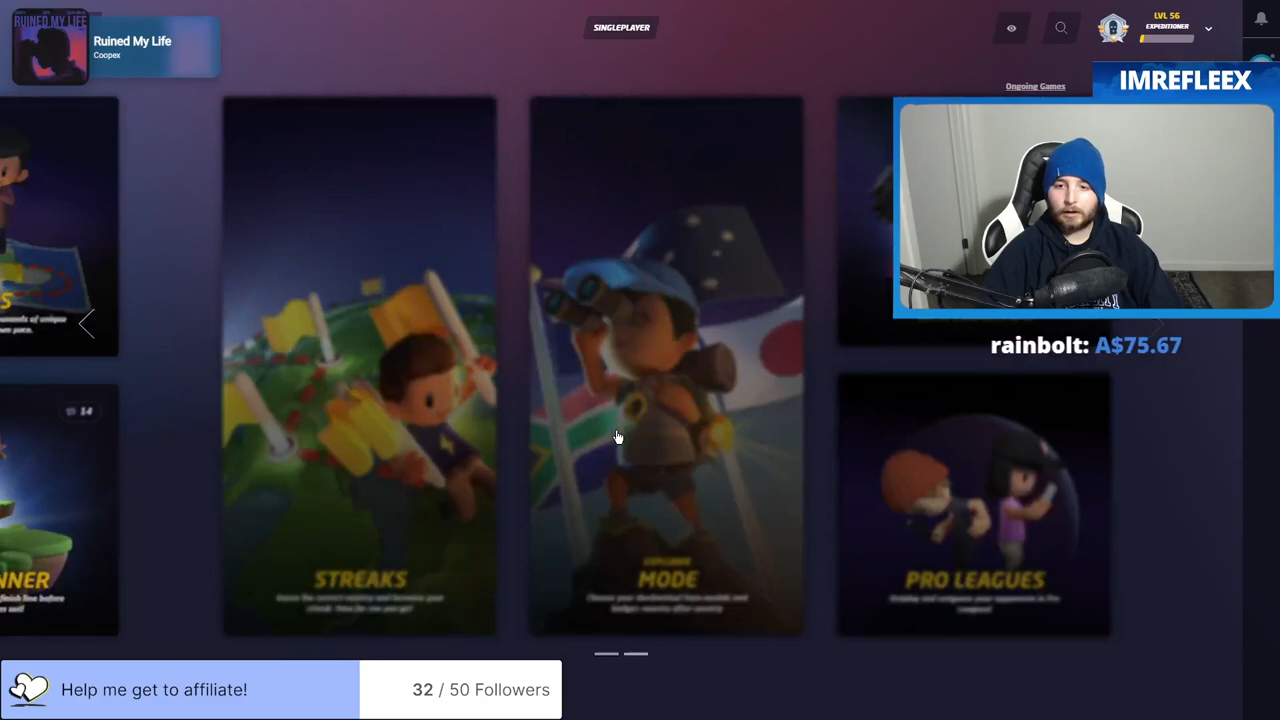 RUINED MY LIFE
Ruined My Life
Coopex
SINGLEPLAYER
LVL 56
EXPEDITIONER
Ongoing Games
IMREFLEEX
rainbolt: A$75.67
S
14
NNER
STREAKS
EXPLORER
MODE
PRO LEAGUES
Help me get to affiliate!
32 / 50 Followers